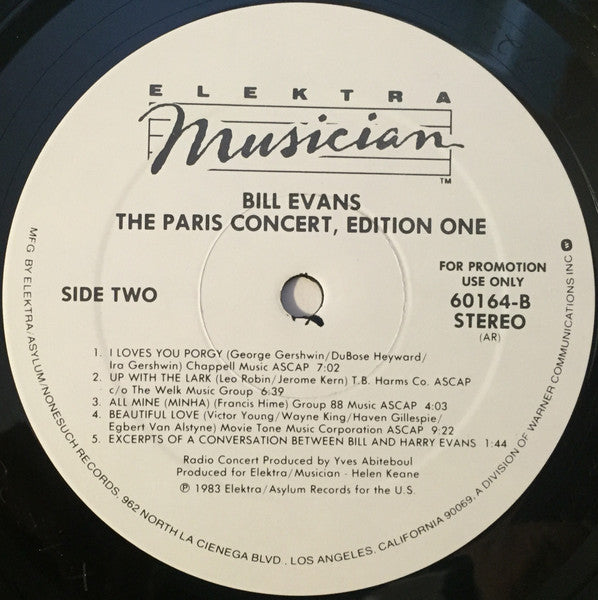 ELEKTRA
Musician
TM
BILL EVANS
THE PARIS CONCERT, EDITION ONE
SIDE TWO
FOR PROMOTION
USE ONLY
60164-B
STEREO
(AR)
1. I LOVES YOU PORGY (George Gershwin/DuBose Heyward/
Ira Gershwin) Chappell Music ASCAP 7:02
2. UP WITH THE LARK (Leo Robin/Jerome Kern) T.B. Harms Co. ASCAP
c/o The Welk Music Group 6:39
3. ALL MINE (MINHA) (Francis Hime) Group 88 Music ASCAP 4:03
4. BEAUTIFUL LOVE (Victor Young/Wayne King/Haven Gillespie/
Egbert Van Alstyne) Movie Tone Music Corporation ASCAP 9:22
5. EXCERPTS OF A CONVERSATION BETWEEN BILL AND HARRY EVANS 1:44
Radio Concert Produced by Yves Abiteboul
Produced for Elektra/Musician - Helen Keane
℗ 1983 Elektra/Asylum Records for the U.S.
MFG BY ELEKTRA/ASYLUM/NONESUCH RECORDS, 962 NORTH LA CIENEGA BLVD., LOS ANGELES, CALIFORNIA 90069, A DIVISION OF WARNER COMMUNICATIONS INC